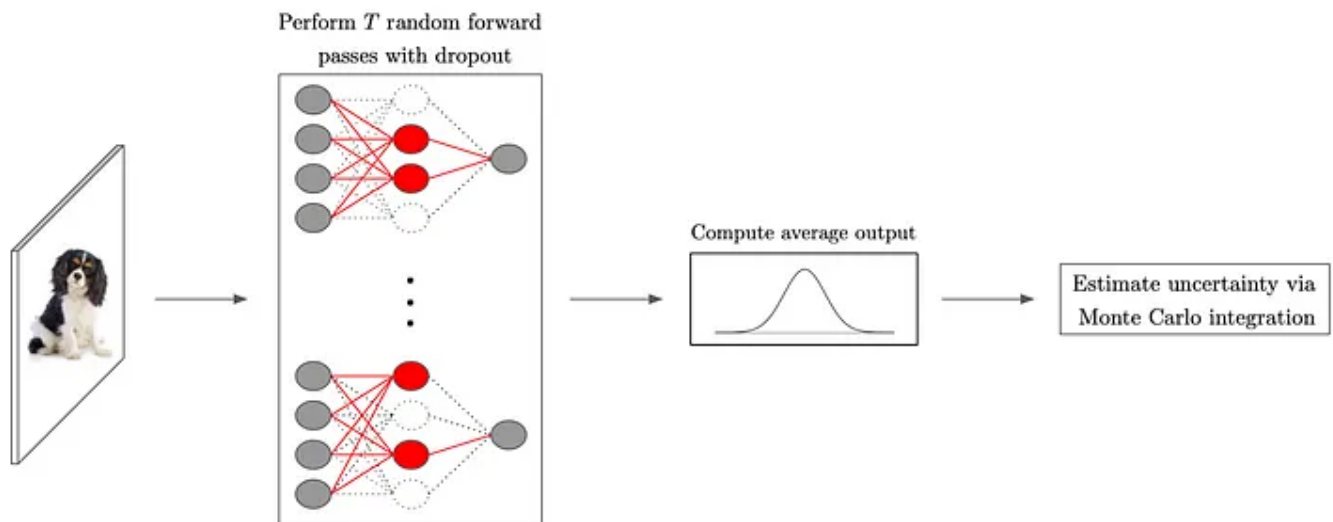 Perform T random forward
passes with dropout
Compute average output
Estimate uncertainty via
Monte Carlo integration